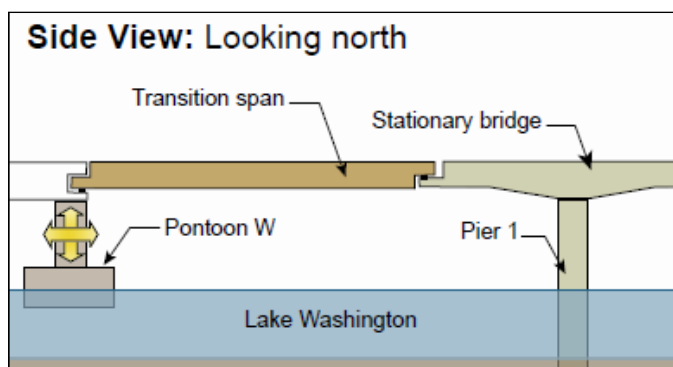 Side View: Looking north
Transition span
Stationary bridge
Pontoon W
Pier 1
Lake Washington